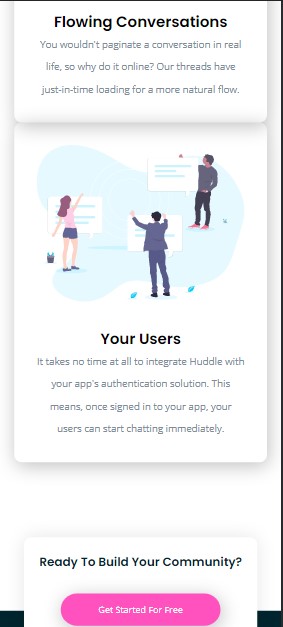 Flowing Conversations
You wouldn't paginate a conversation in real
life, so why do it online? Our threads have
just-in-time loading for a more natural flow.
Your Users
It takes no time at all to integrate Huddle with
your app's authentication solution. This
means, once signed in to your app, your
users can start chatting immediately.
Ready To Build Your Community?
Get Started For Free